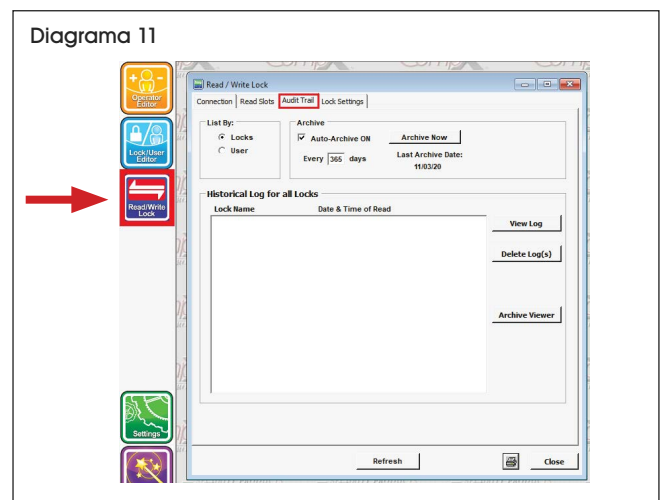 Diagrama 11
Operator
Editor
Lock/User
Editor
Read/Write
Lock
Settings
Read / Write Lock
Connection
Read Slots
Audit Trail
Lock Settings
List By:
Locks
User
Archive
Auto-Archive ON
Archive Now
Every 365 days
Last Archive Date:
11/03/20
Historical Log for all Locks
Lock Name
Date & Time of Read
View Log
Delete Log(s)
Archive Viewer
Refresh
Close